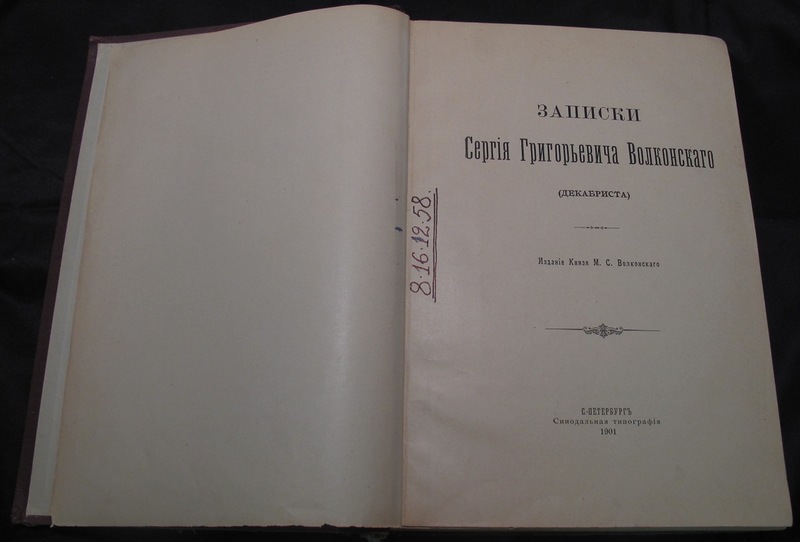 ЗАПИСКИ
Сергія Григорьевича Волконскаго
(ДЕКАБРИСТА)
Изданіе Князя М. С. Волконскаго
С-ПЕТЕРБУРГЪ
Синодальная типографія
1901
8·16·12·58.